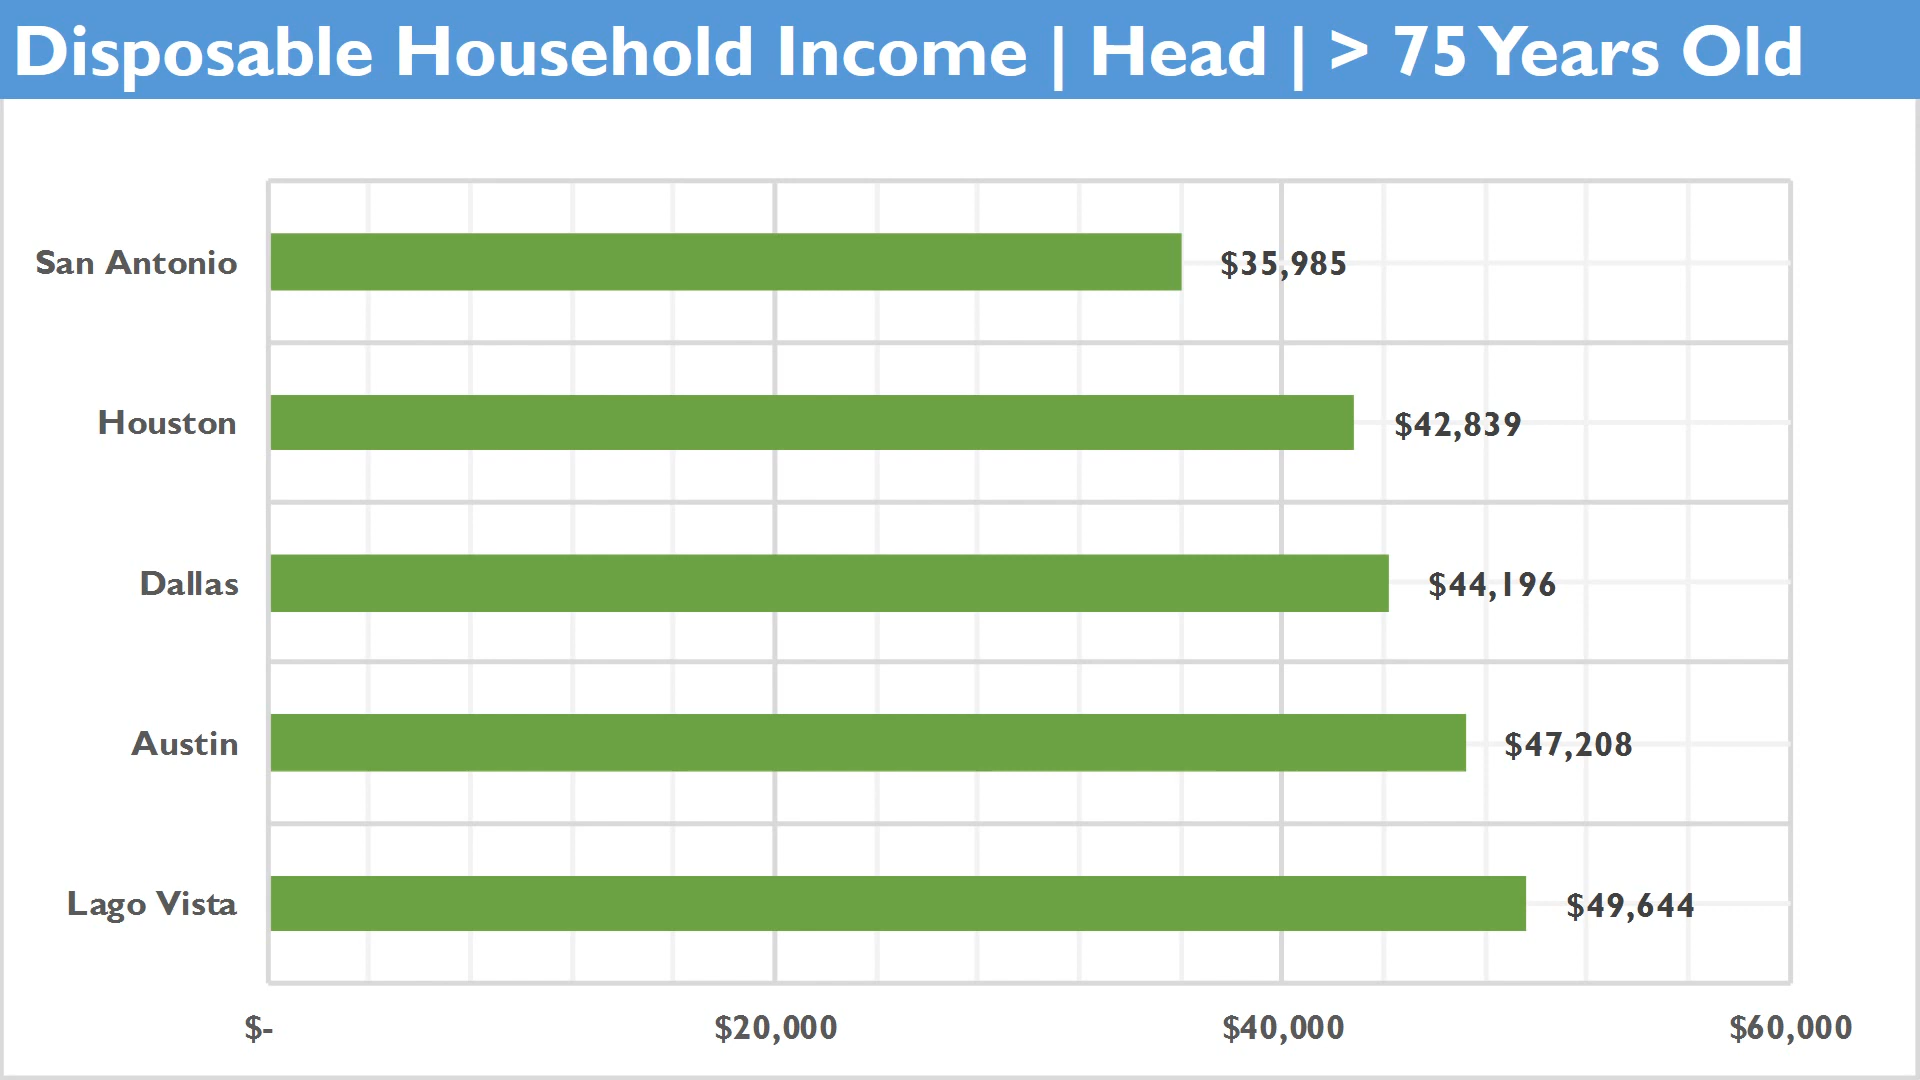 Disposable Household Income | Head | > 75 Years Old
San Antonio $35,985
Houston $42,839
Dallas $44,196
Austin $47,208
Lago Vista $49,644
$- $20,000 $40,000 $60,000